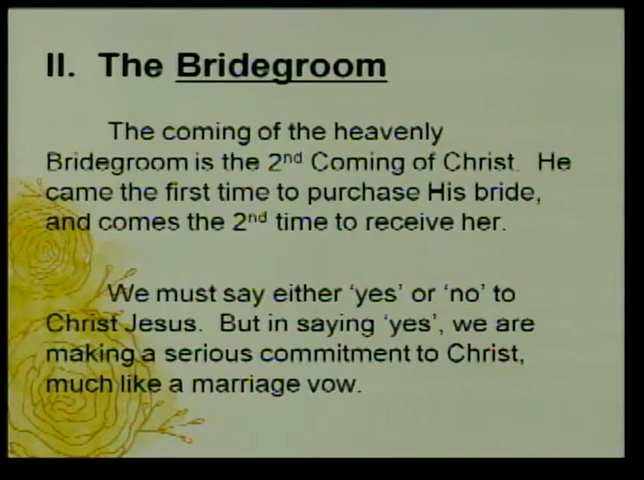 II. The Bridegroom
The coming of the heavenly
Bridegroom is the 2nd Coming of Christ. He
came the first time to purchase His bride,
and comes the 2nd time to receive her.
We must say either ‘yes’ or ‘no’ to
Christ Jesus. But in saying ‘yes’, we are
making a serious commitment to Christ,
much like a marriage vow.